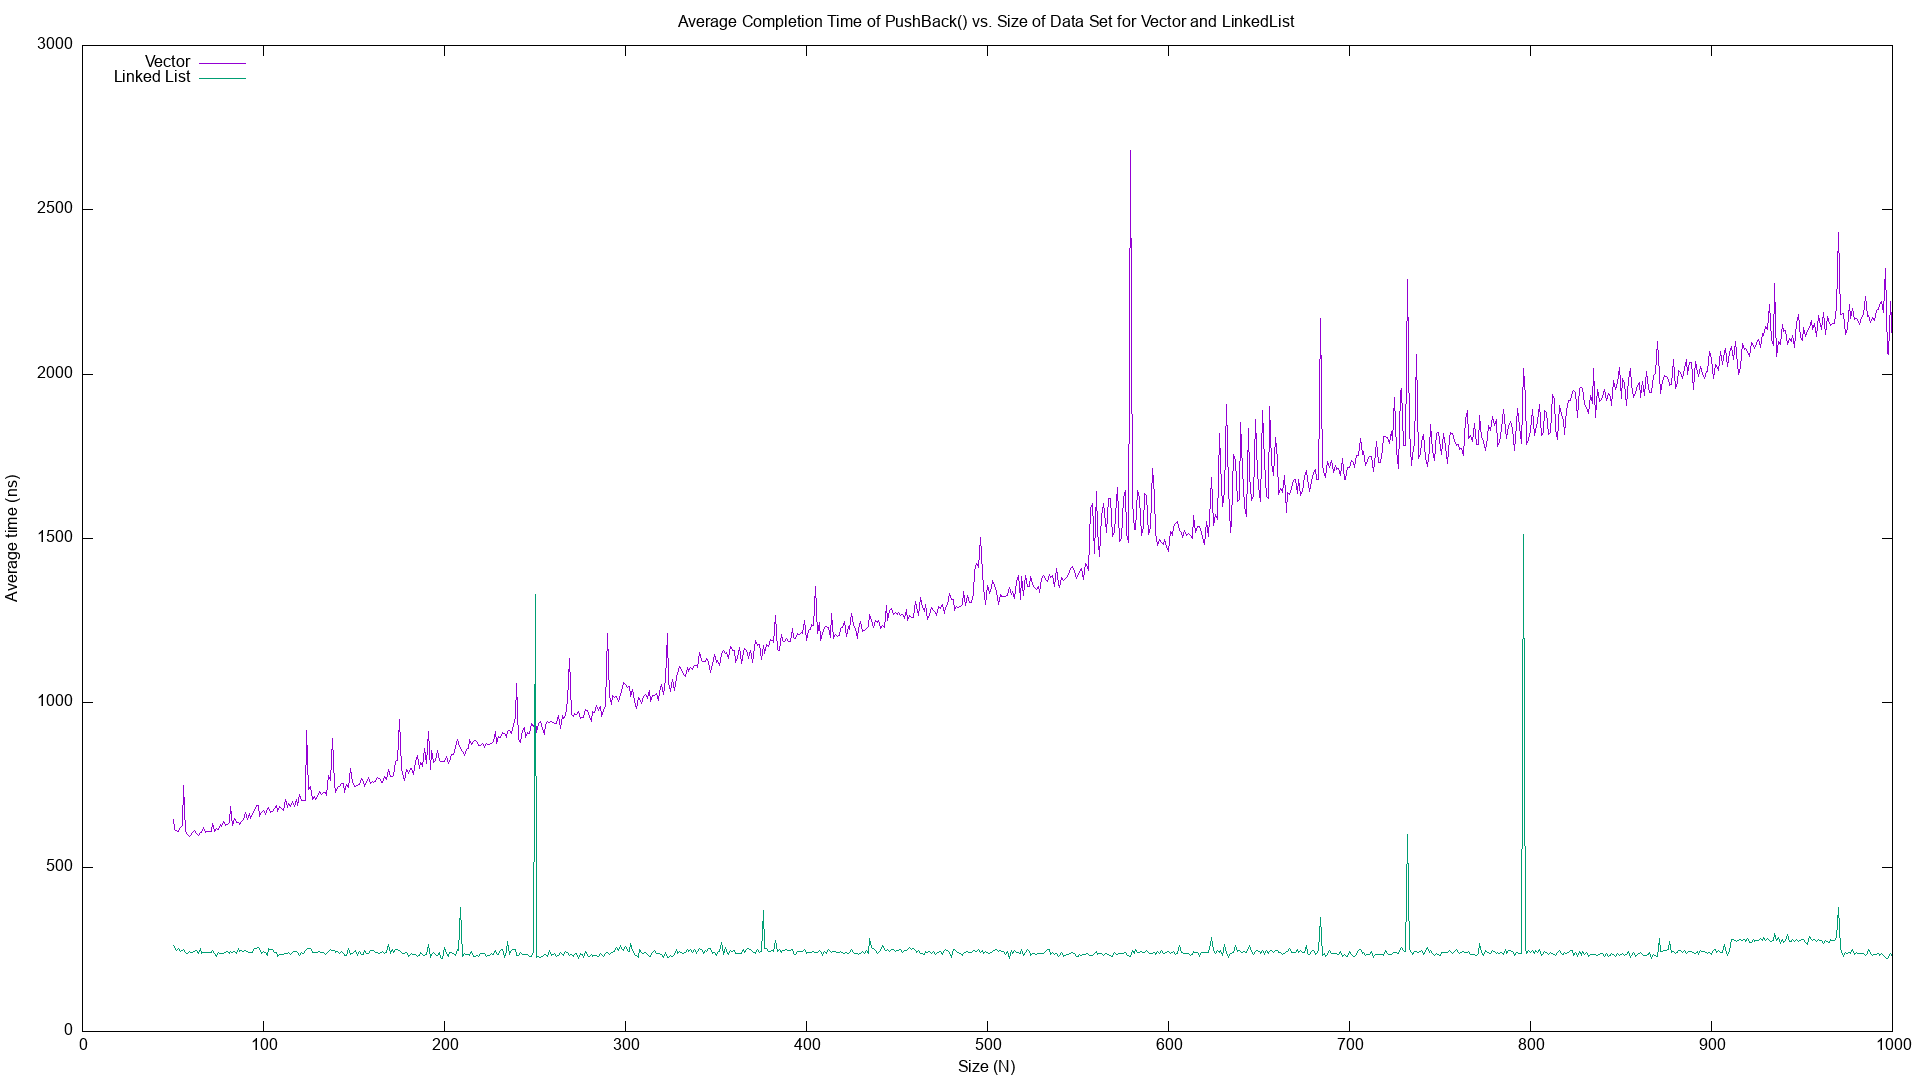 Average Completion Time of PushBack() vs. Size of Data Set for Vector and LinkedList
3000
2500
2000
1500
1000
500
0
Average time (ns)
Vector
Linked List
0 100 200 300 400 500 600 700 800 900 1000
Size (N)